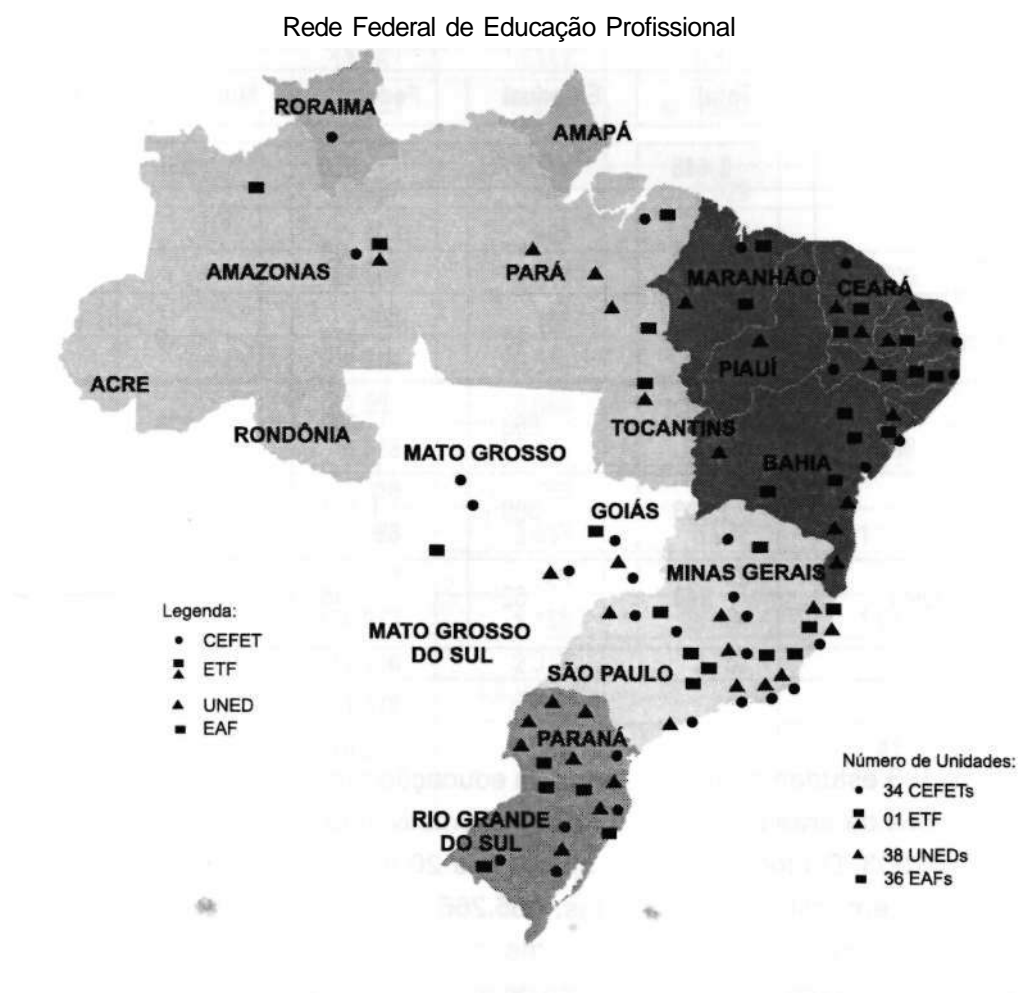 Rede Federal de Educação Profissional
RORAIMA
AMAPÁ
AMAZONAS
PARÁ
MARANHÃO
CEARÁ
ACRE
PIAUÍ
RONDÔNIA
TOCANTINS
MATO GROSSO
BAHIA
GOIÁS
MINAS GERAIS
Legenda:
CEFET
ETF
UNED
EAF
MATO GROSSO
DO SUL
SÃO PAULO
PARANÁ
RIO GRANDE
DO SUL
Número de Unidades:
34 CEFETs
01 ETF
38 UNEDs
36 EAFs